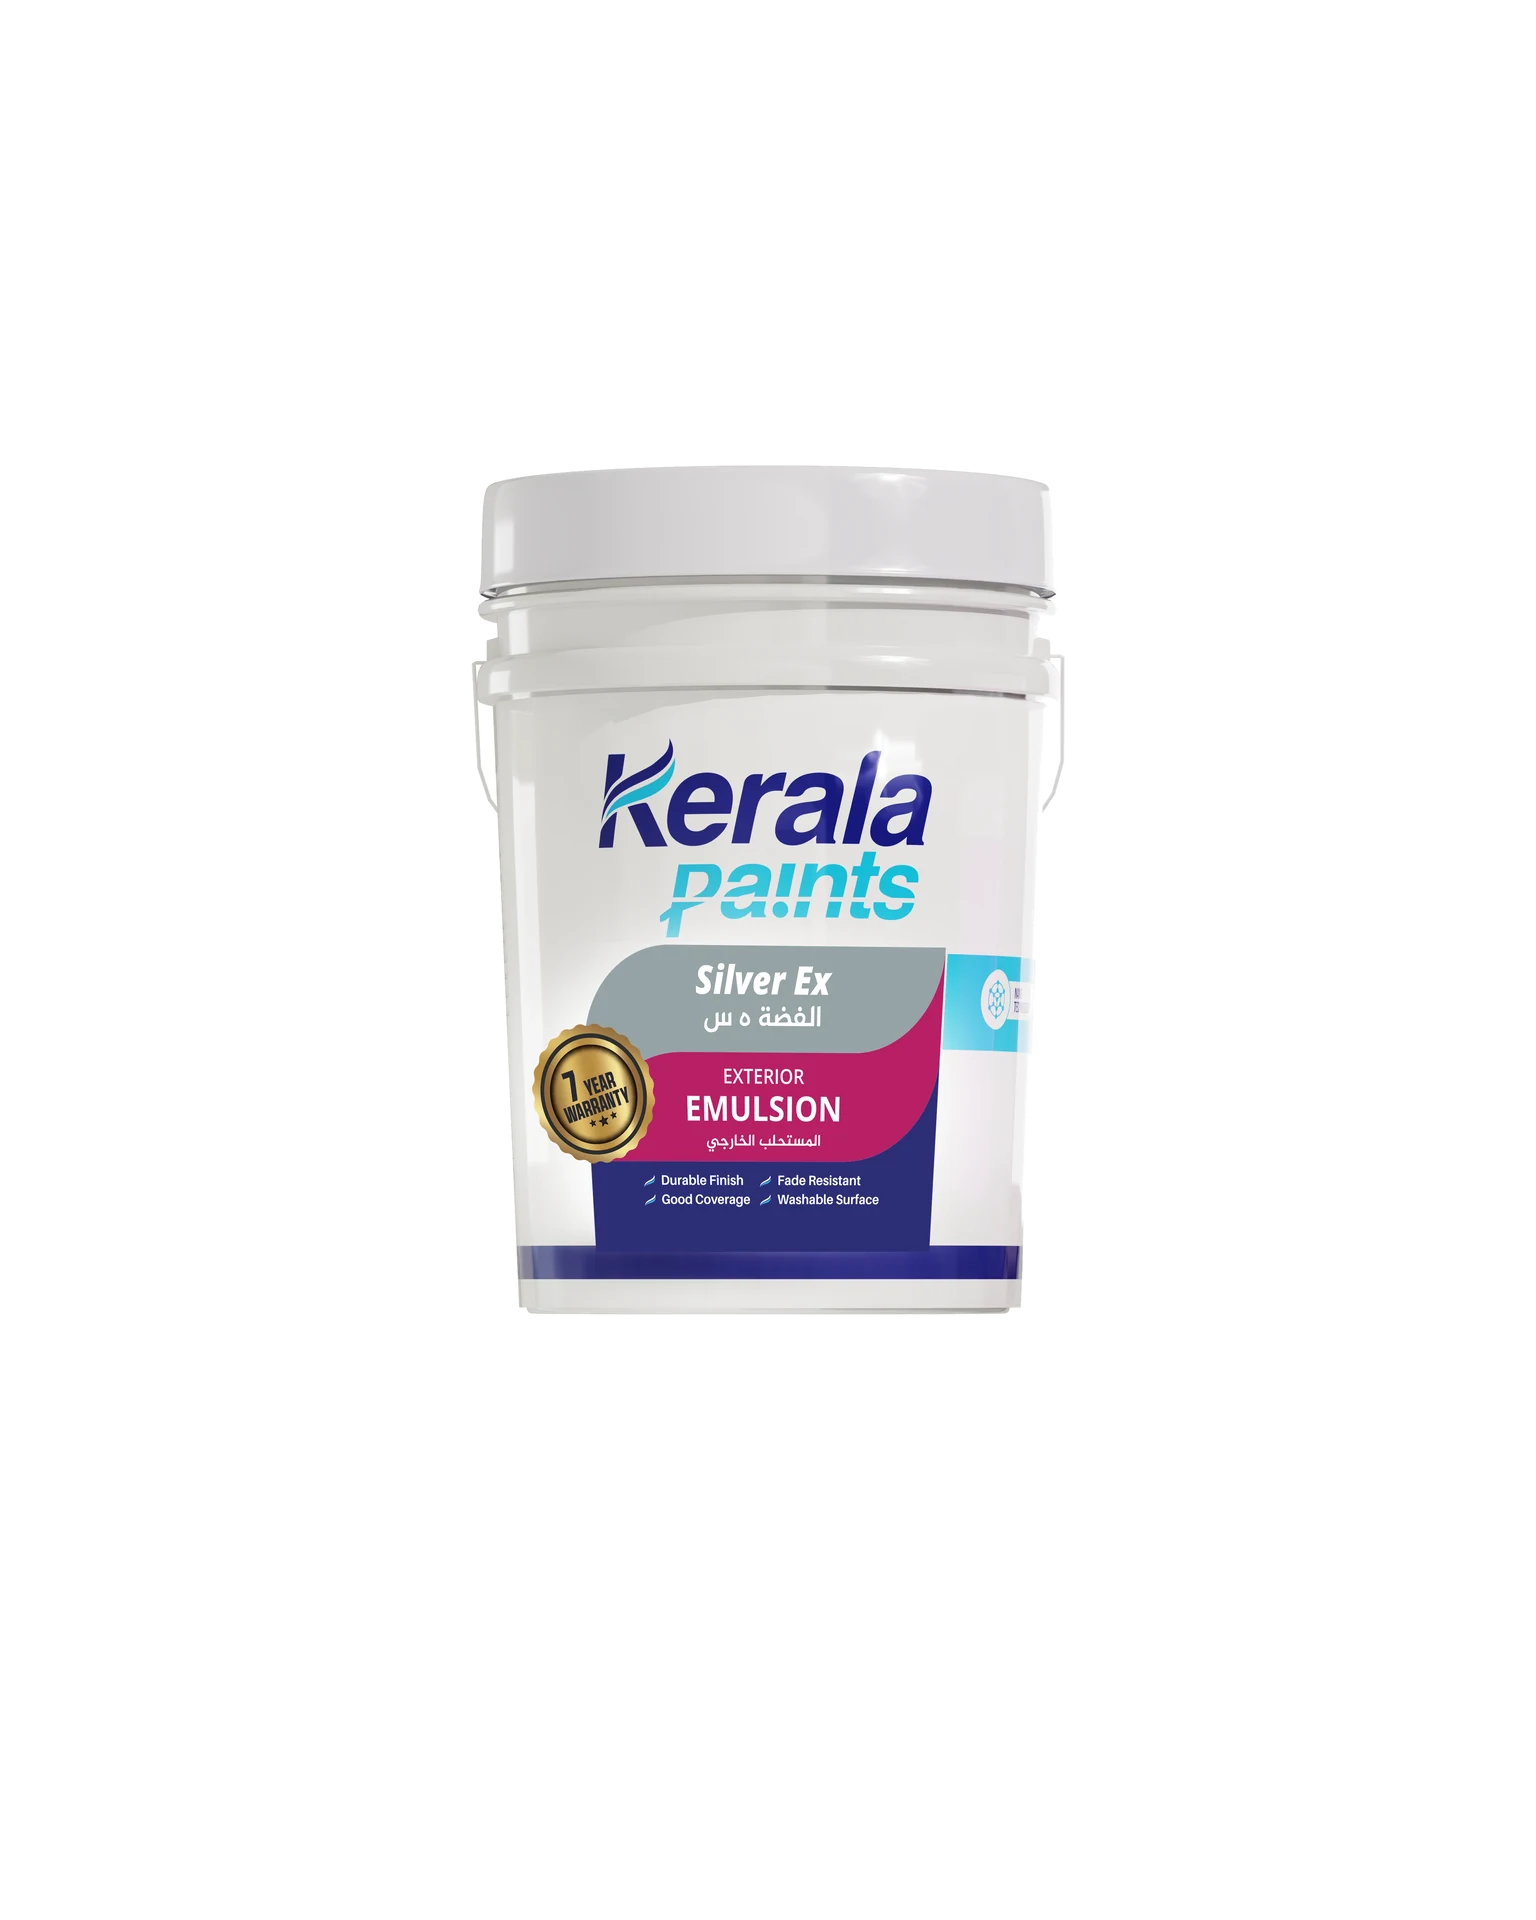 Kerala
paints
Silver Ex
الفضة ه س
EXTERIOR
EMULSION
المستحلب الخارجي
7 YEAR
WARRANTY
Durable Finish
Fade Resistant
Good Coverage
Washable Surface